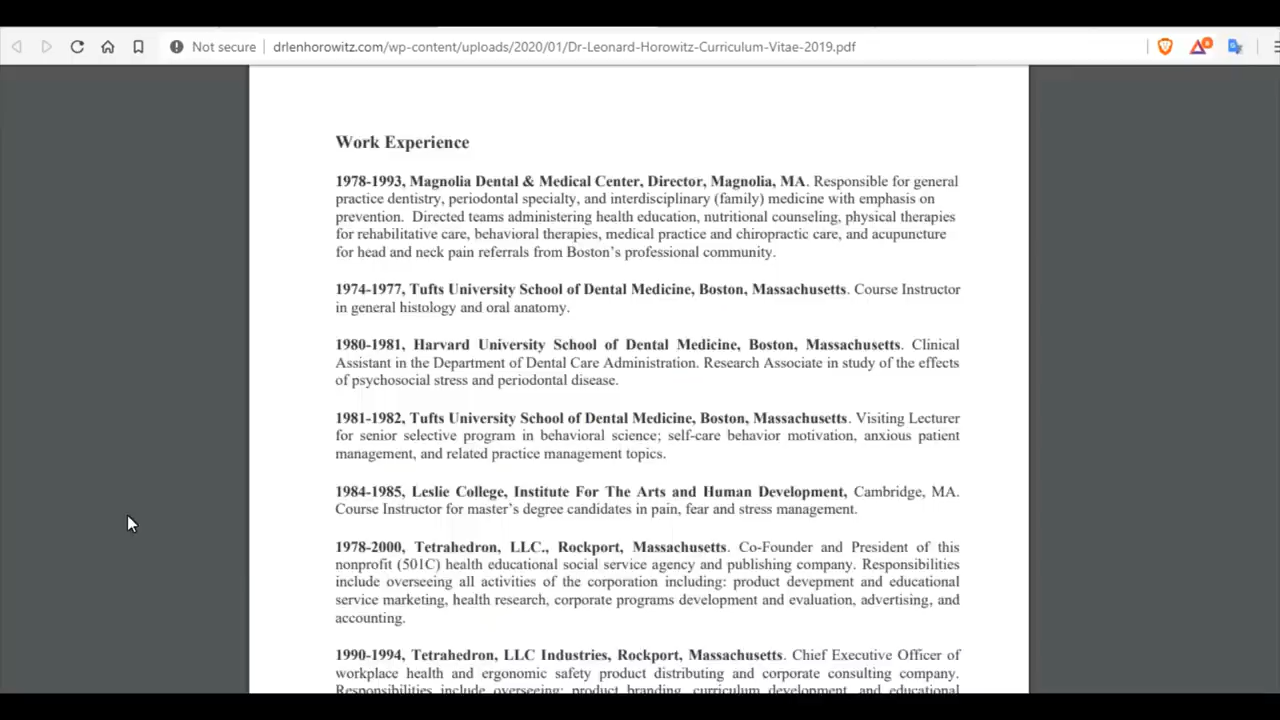 Not secure drlenhorowitz.com/wp-content/uploads/2020/01/Dr-Leonard-Horowitz-Curriculum-Vitae-2019.pdf
Work Experience
1978-1993, Magnolia Dental & Medical Center, Director, Magnolia, MA. Responsible for general
practice dentistry, periodontal specialty, and interdisciplinary (family) medicine with emphasis on
prevention. Directed teams administering health education, nutritional counseling, physical therapies
for rehabilitative care, behavioral therapies, medical practice and chiropractic care, and acupuncture
for head and neck pain referrals from Boston's professional community.
1974-1977, Tufts University School of Dental Medicine, Boston, Massachusetts. Course Instructor
in general histology and oral anatomy.
1980-1981, Harvard University School of Dental Medicine, Boston, Massachusetts. Clinical
Assistant in the Department of Dental Care Administration. Research Associate in study of the effects
of psychosocial stress and periodontal disease.
1981-1982, Tufts University School of Dental Medicine, Boston, Massachusetts. Visiting Lecturer
for senior selective program in behavioral science; self-care behavior motivation, anxious patient
management, and related practice management topics.
1984-1985, Leslie College, Institute For The Arts and Human Development, Cambridge, MA.
Course Instructor for master's degree candidates in pain, fear and stress management.
1978-2000, Tetrahedron, LLC., Rockport, Massachusetts. Co-Founder and President of this
nonprofit (501C) health educational social service agency and publishing company. Responsibilities
include overseeing all activities of the corporation including: product devepment and educational
service marketing, health research, corporate programs development and evaluation, advertising, and
accounting.
1990-1994, Tetrahedron, LLC Industries, Rockport, Massachusetts. Chief Executive Officer of
workplace health and ergonomic safety product distributing and corporate consulting company.
Responsibilities include overseeing: product branding, curriculum development, and educational